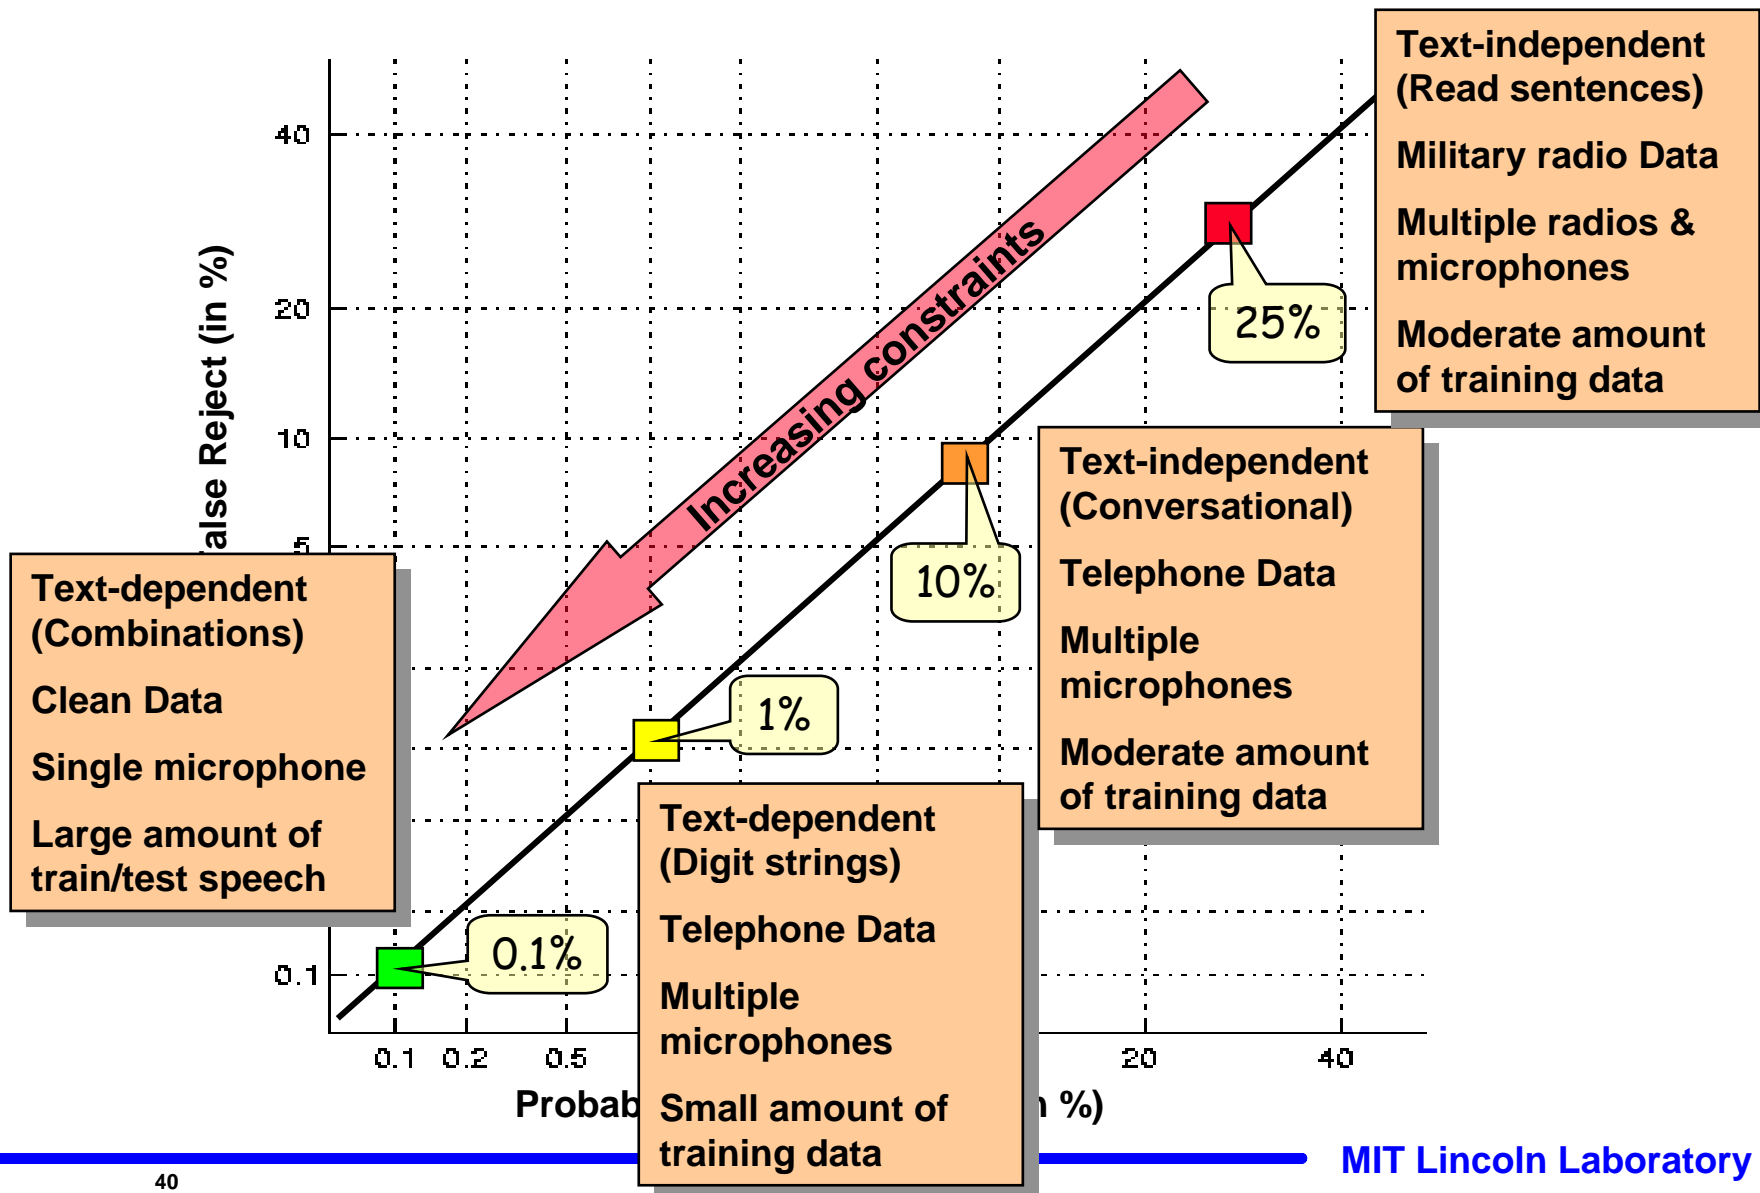 Text-independent
(Read sentences)
Military radio Data
Multiple radios &
microphones
Moderate amount
of training data
40
20
10
5
0.1
Reject (in %)
Increasing constraints
25%
10%
1%
0.1%
Text-independent
(Conversational)
Telephone Data
Multiple
microphones
Moderate amount
of training data
Text-dependent
(Combinations)
Clean Data
Single microphone
Large amount of
train/test speech
Text-dependent
(Digit strings)
Telephone Data
Multiple
microphones
Small amount of
training data
0.1 0.2 0.5 20 40
%)
MIT Lincoln Laboratory
40